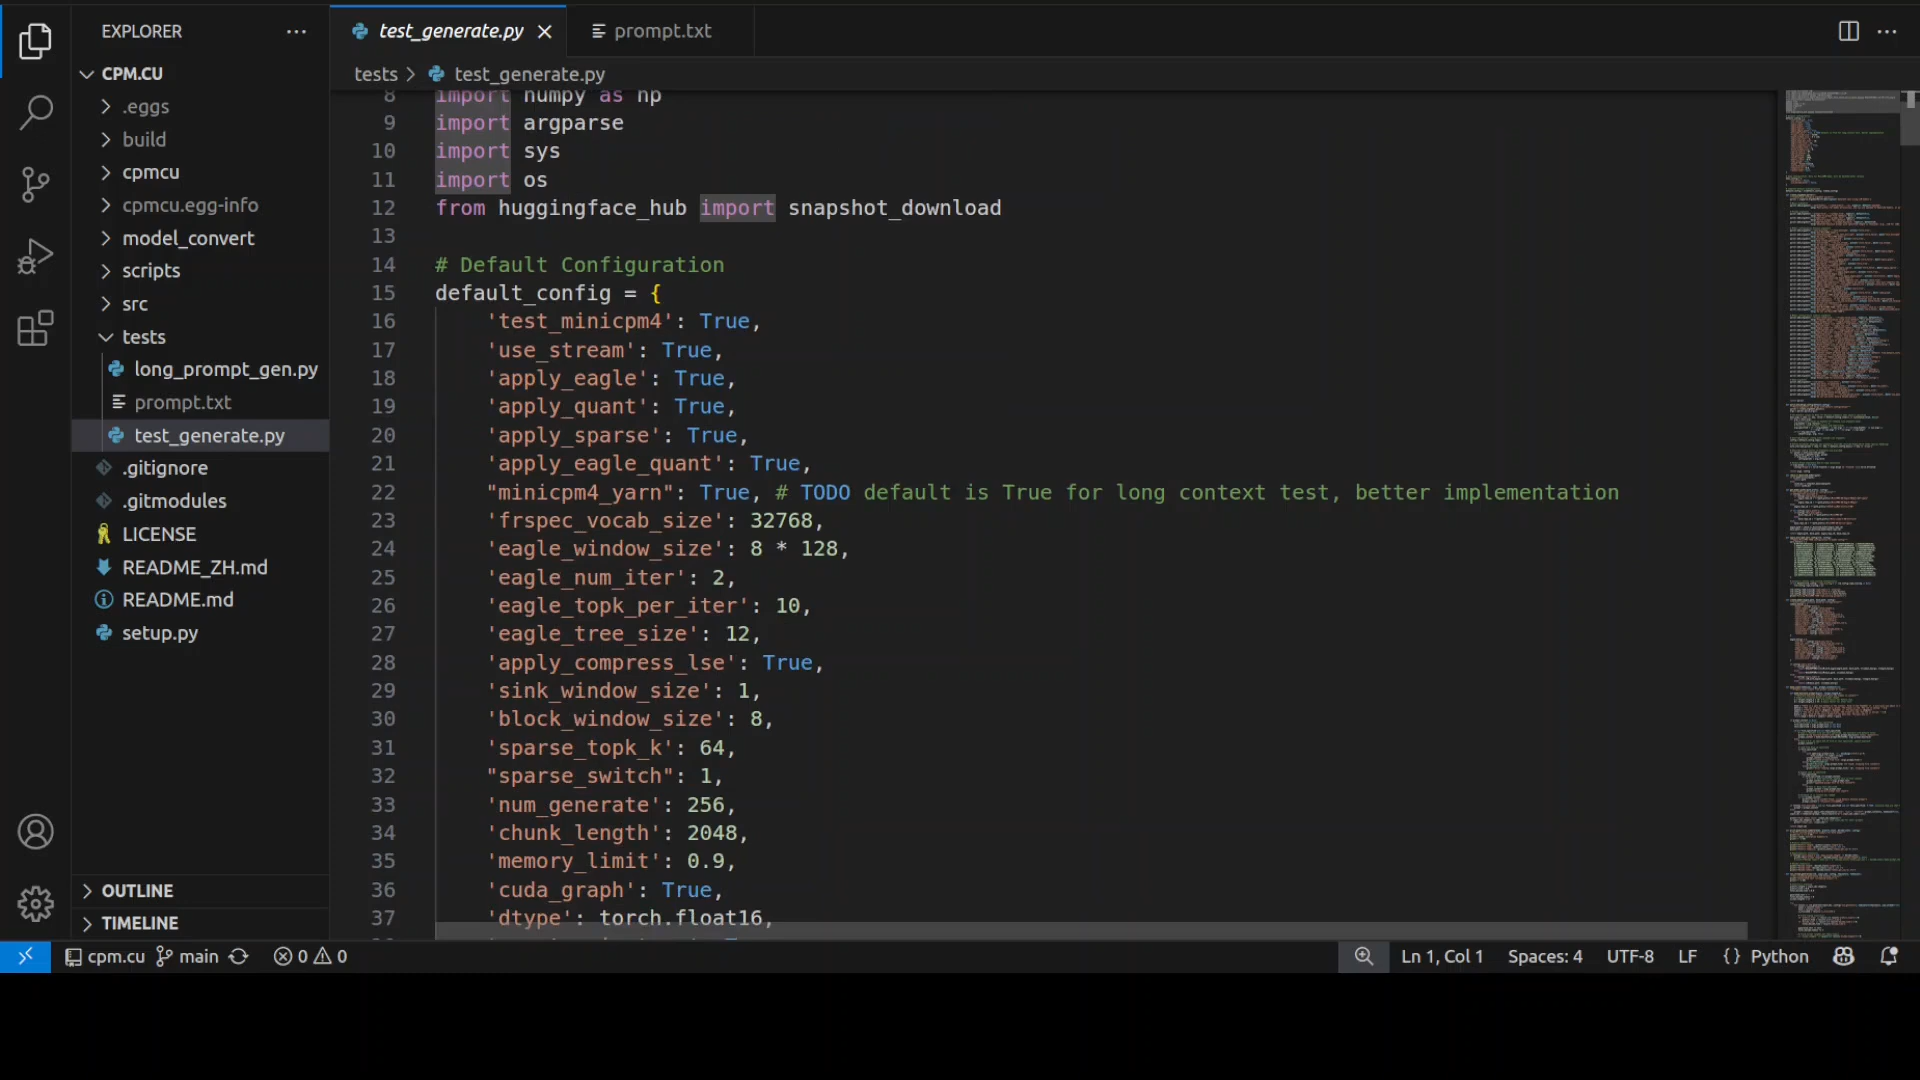 EXPLORER
CPM.CU
.eggs
build
cpmcu
cpmcu.egg-info
model_convert
scripts
src
tests
long_prompt_gen.py
prompt.txt
test_generate.py
.gitignore
.gitmodules
LICENSE
README_ZH.md
README.md
setup.py
OUTLINE
TIMELINE
test_generate.py
prompt.txt
tests > test_generate.py
8 import numpy as np
9 import argparse
10 import sys
11 import os
12 from huggingface_hub import snapshot_download
13
14 # Default Configuration
15 default_config = {
16 'test_minicpm4': True,
17 'use_stream': True,
18 'apply_eagle': True,
19 'apply_quant': True,
20 'apply_sparse': True,
21 'apply_eagle_quant': True,
22 "minicpm4_yarn": True, # TODO default is True for long context test, better implementation
23 'frspec_vocab_size': 32768,
24 'eagle_window_size': 8 * 128,
25 'eagle_num_iter': 2,
26 'eagle_topk_per_iter': 10,
27 'eagle_tree_size': 12,
28 'apply_compress_lse': True,
29 'sink_window_size': 1,
30 'block_window_size': 8,
31 'sparse_topk_k': 64,
32 "sparse_switch": 1,
33 'num_generate': 256,
34 'chunk_length': 2048,
35 'memory_limit': 0.9,
36 'cuda_graph': True,
37 'dtype': torch.float16,
cpm.cu main 0 0 Ln 1, Col 1 Spaces: 4 UTF-8 LF {} Python